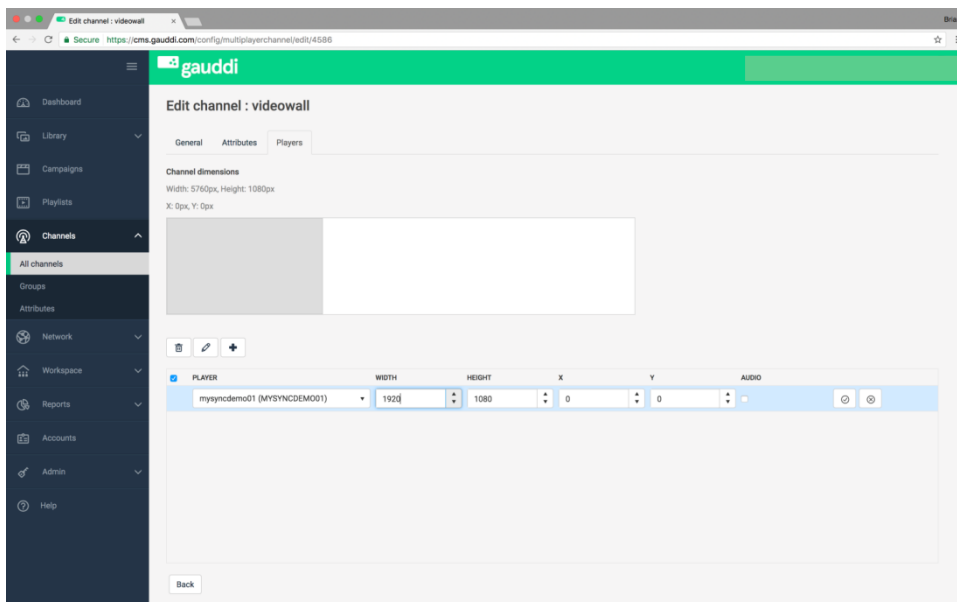 Edit channel : videowall
Bria
Secure https://cms.gauddi.com/config/multiplayerchannel/edit/4586
gauddi
Dashboard
Library
Campaigns
Playlists
Channels
All channels
Groups
Attributes
Network
Workspace
Reports
Accounts
Admin
Help
Edit channel : videowall
General Attributes Players
Channel dimensions
Width: 5760px, Height: 1080px
X: 0px, Y: 0px
PLAYER WIDTH HEIGHT X Y AUDIO
mysyncdemo01 (MYSYNCDEMO01) 1920 1080 0 0
Back